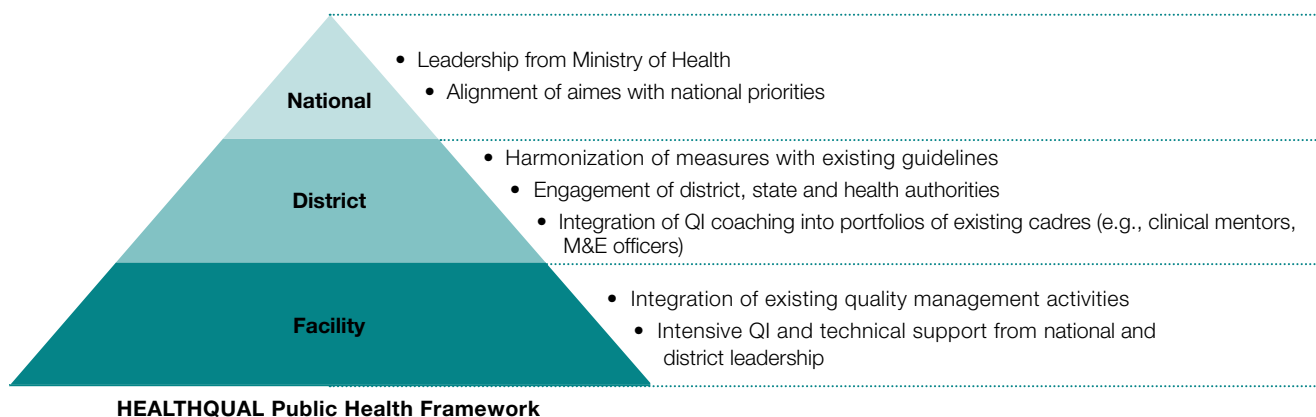 • Leadership from Ministry of Health
• Alignment of aimes with national priorities
National
• Harmonization of measures with existing guidelines
• Engagement of district, state and health authorities
• Integration of QI coaching into portfolios of existing cadres (e.g., clinical mentors,
M&E officers)
District
• Integration of existing quality management activities
• Intensive QI and technical support from national and
district leadership
Facility
HEALTHQUAL Public Health Framework